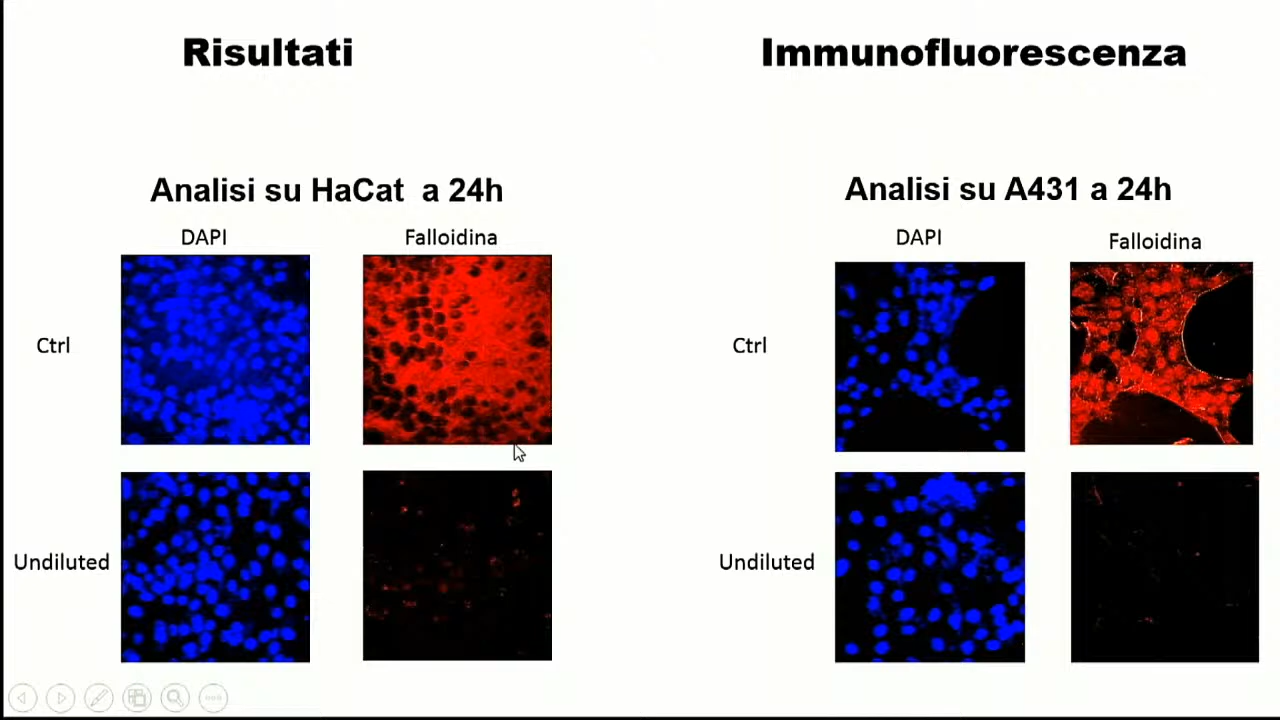 Risultati
Immunofluorescenza
Analisi su HaCat a 24h
DAPI
Falloidina
Ctrl
Undiluted
Analisi su A431 a 24h
DAPI
Falloidina
Ctrl
Undiluted